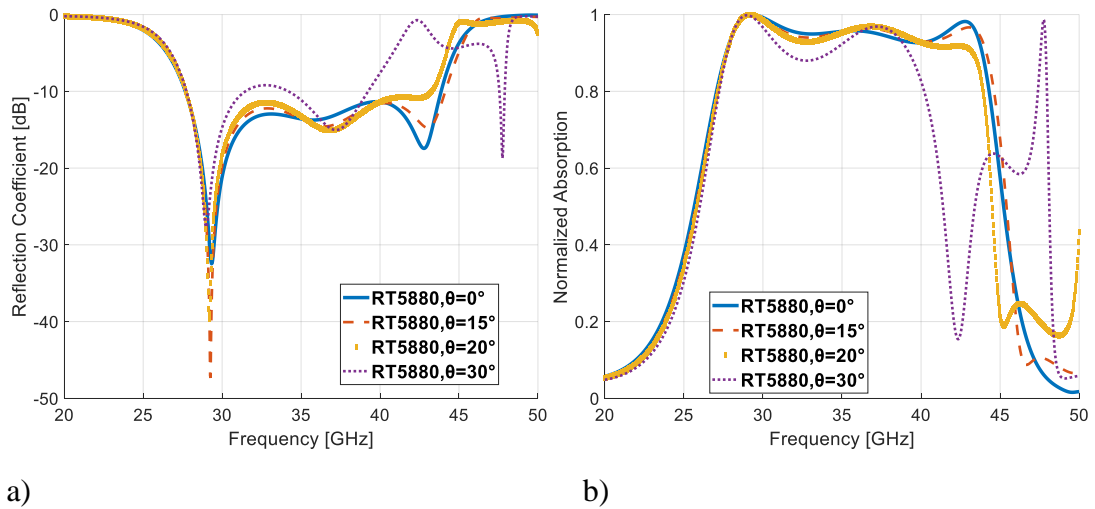 0
-10
-20
-30
-40
-50
20
25
30
35
40
45
50
Reflection Coefficient [dB]
Frequency [GHz]
RT5880,θ=0°
RT5880,θ=15°
RT5880,θ=20°
RT5880,θ=30°
a)
1
0.8
0.6
0.4
0.2
0
20
25
30
35
40
45
50
Normalized Absorption
Frequency [GHz]
RT5880,θ=0°
RT5880,θ=15°
RT5880,θ=20°
RT5880,θ=30°
b)